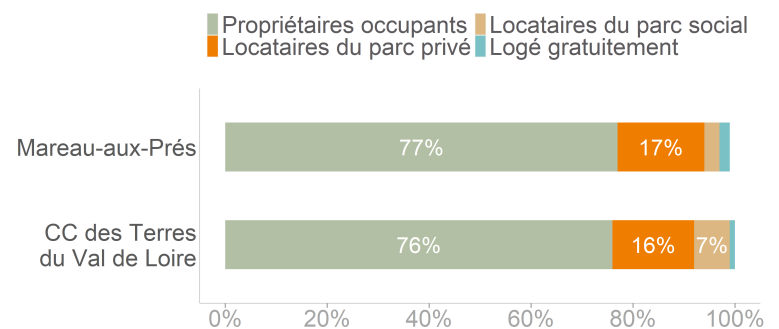 Propriétaires occupants Locataires du parc social
Locataires du parc privé Logé gratuitement
Mareau-aux-Prés 77% 17%
CC des Terres
du Val de Loire
76% 16% 7%
0% 20% 40% 60% 80% 100%